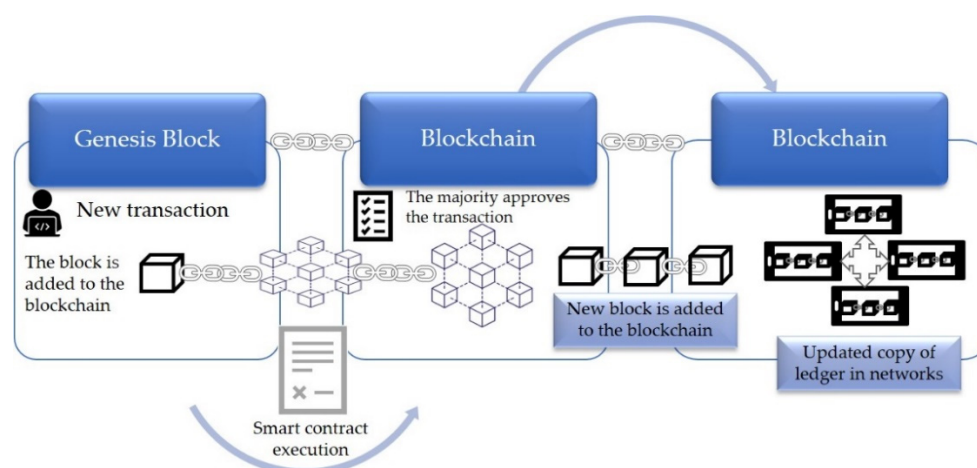 Genesis Block
Blockchain
Blockchain
New transaction
The block is
added to the
blockchain
The majority approves
the transaction
New block is added
to the blockchain
Updated copy of
ledger in networks
Smart contract
execution